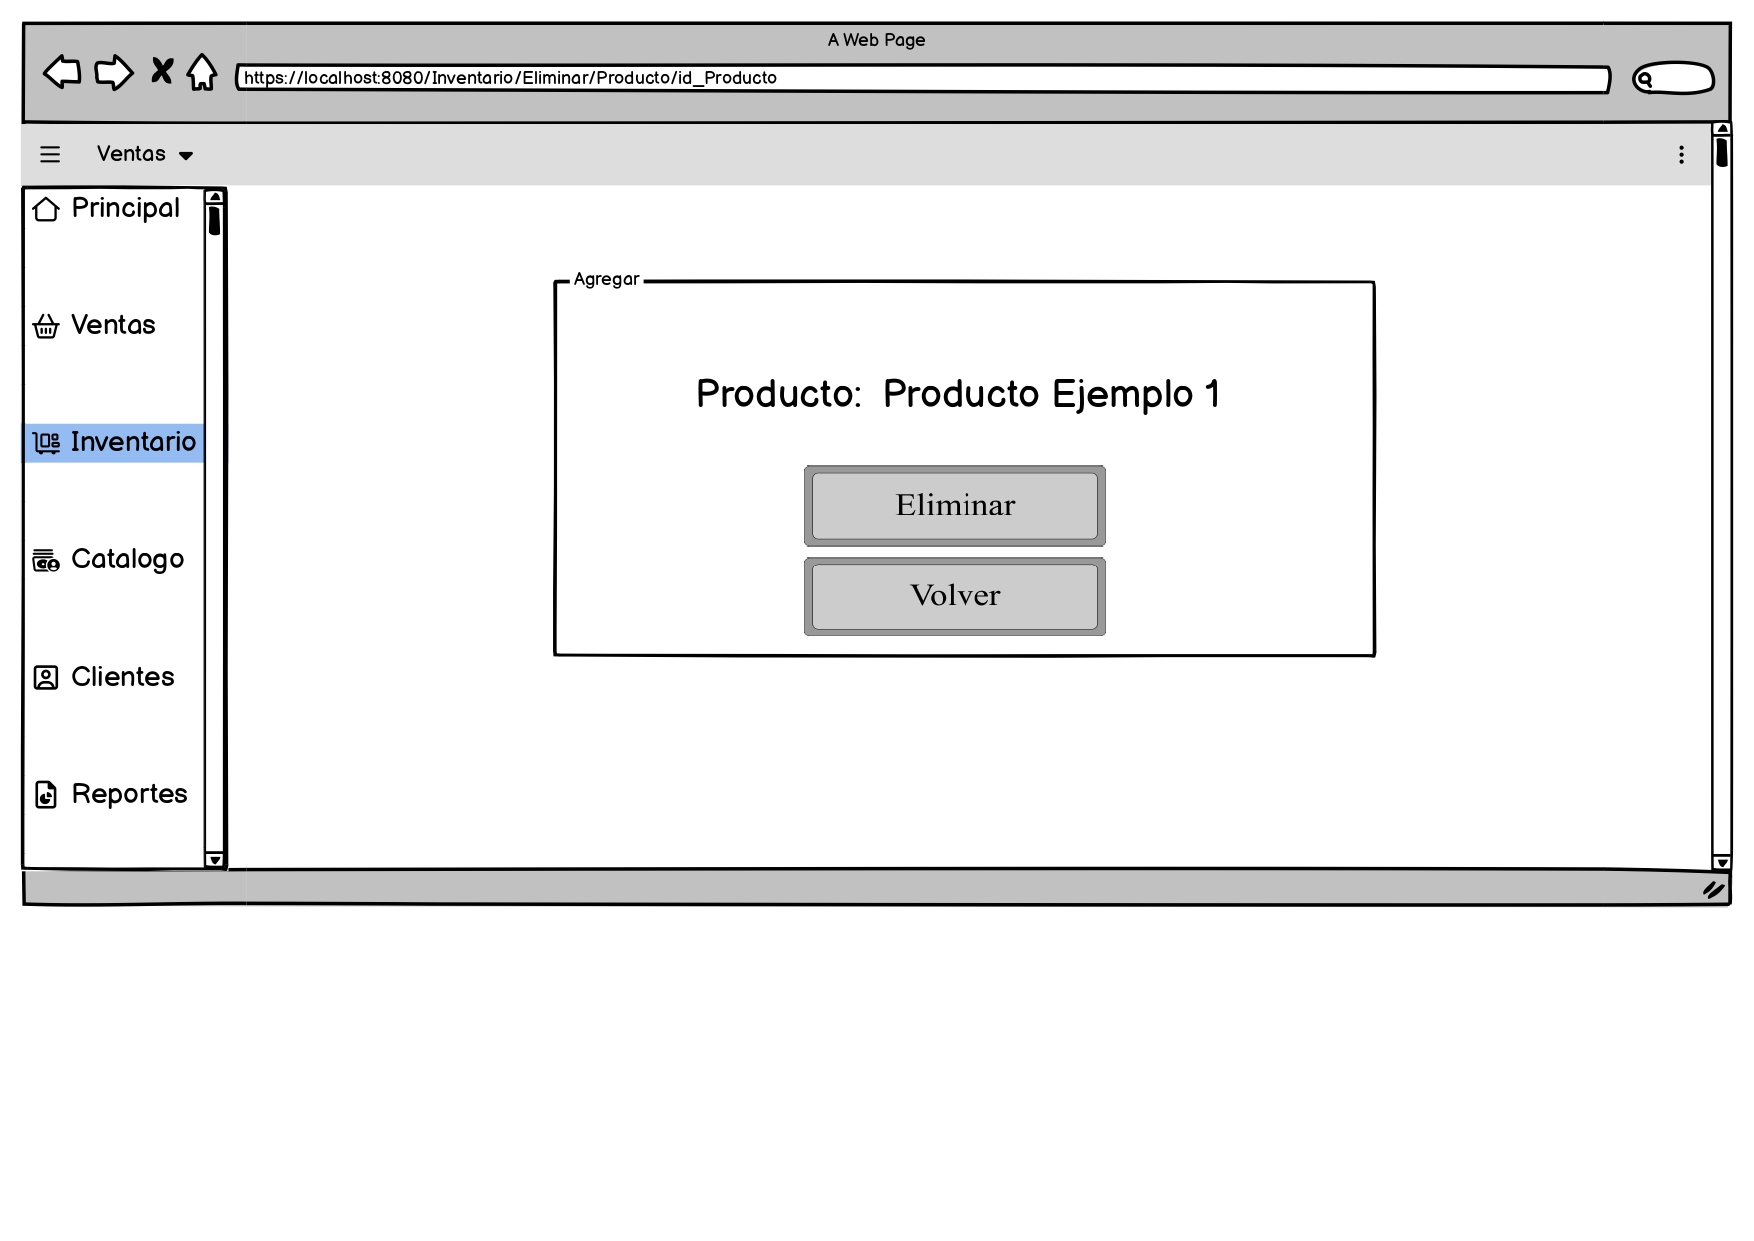 A Web Page
https://localhost:8080/Inventario/Eliminar/Producto/id_Producto
Ventas
Principal
Ventas
Inventario
Catalogo
Clientes
Reportes
Agregar
Producto: Producto Ejemplo 1
Eliminar
Volver